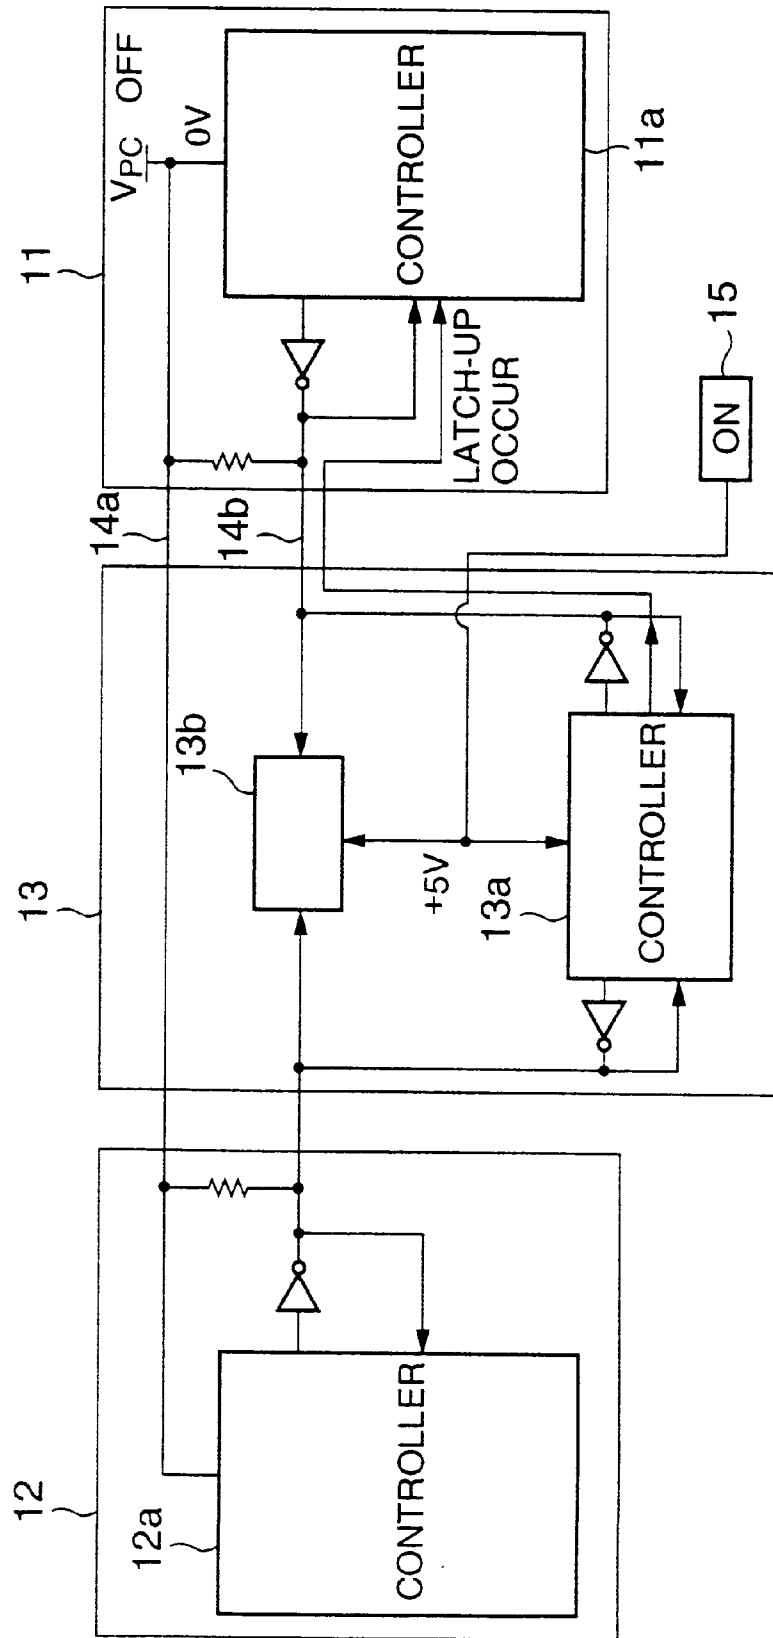 11
V_PC OFF
0V
CONTROLLER
11a
LATCH-UP
OCCUR
14a
14b
15
ON
13
13b
+5V
13a
CONTROLLER
12
12a
CONTROLLER